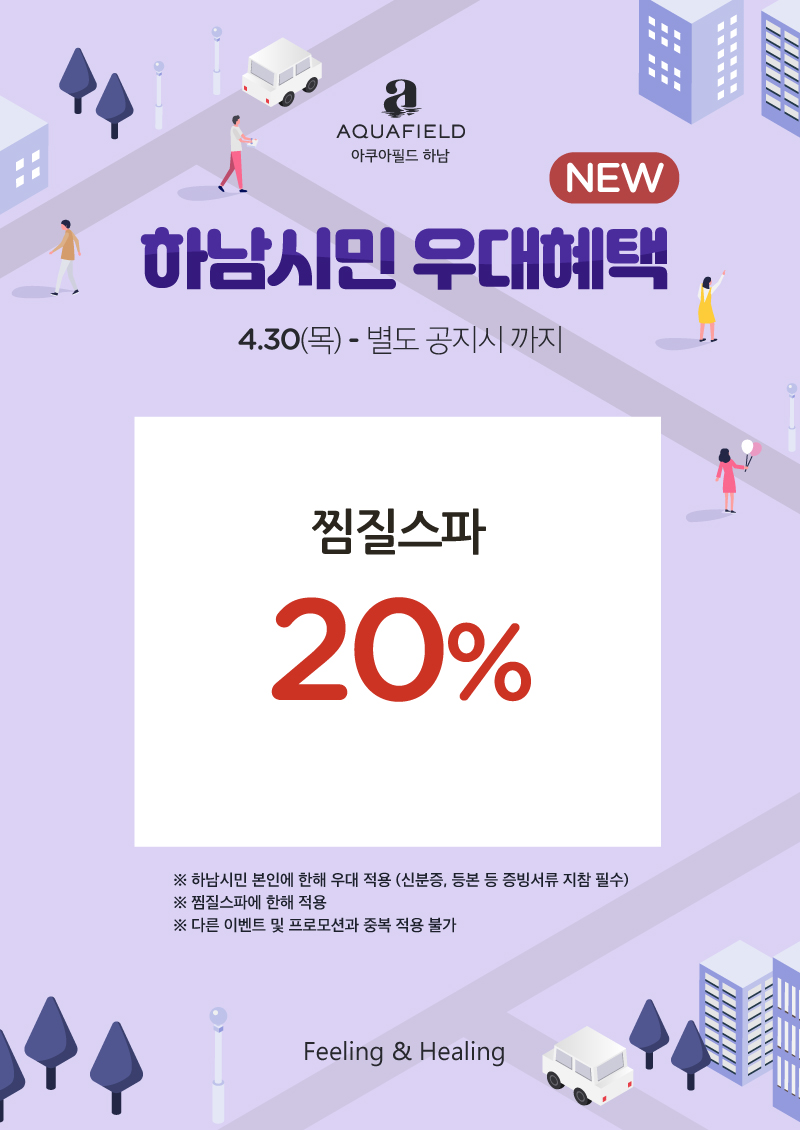 a
AQUAFIELD
아쿠아필드 하남
NEW
하남시민 우대혜택
4.30(목) - 별도 공지시 까지
찜질스파
20%
※ 하남시민 본인에 한해 우대 적용 (신분증, 등본 등 증빙서류 지참 필수)
※ 찜질스파에 한해 적용
※ 다른 이벤트 및 프로모션과 중복 적용 불가
Feeling & Healing